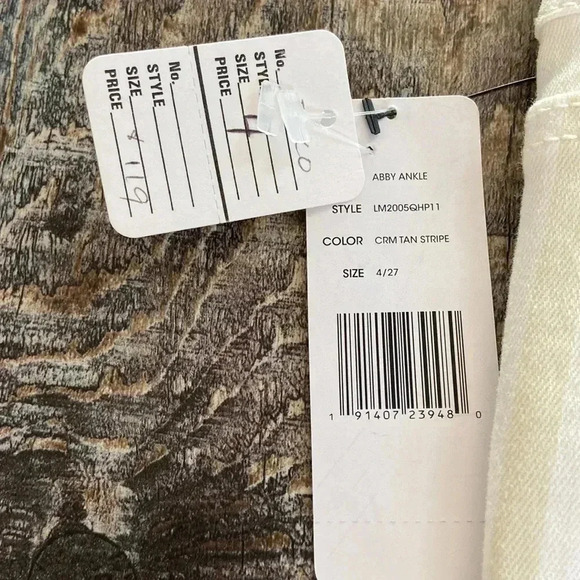 No.
STYLE
SIZE
PRICE
119
No.
STYLE
SIZE 4
PRICE
ABBY ANKLE
STYLE LM2005QHP11
COLOR CRM TAN STRIPE
SIZE 4/27
1 91407 23948 0